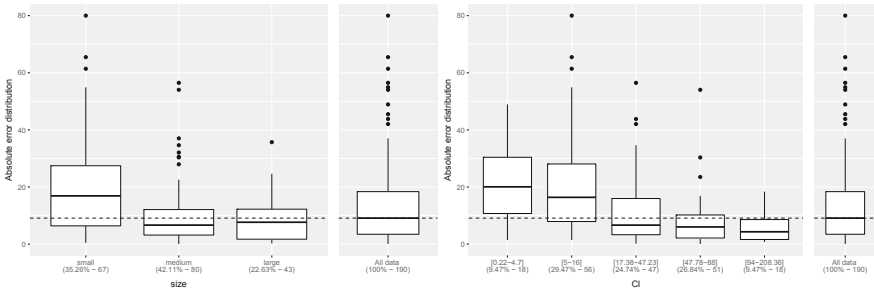 80
60
40
20
0
Absolute error distribution
small
(35.26% − 67)
medium
(42.11% − 80)
large
(22.63% − 43)
All data
(100% − 190)
size
80
60
40
20
0
Absolute error distribution
[0.22−4.7]
(9.47% − 18)
[5−16]
(29.47% − 56)
[17.38−47.23]
(24.74% − 47)
[47.78−88]
(26.84% − 51)
[94−208.36]
(9.47% − 18)
All data
(100% − 190)
CI